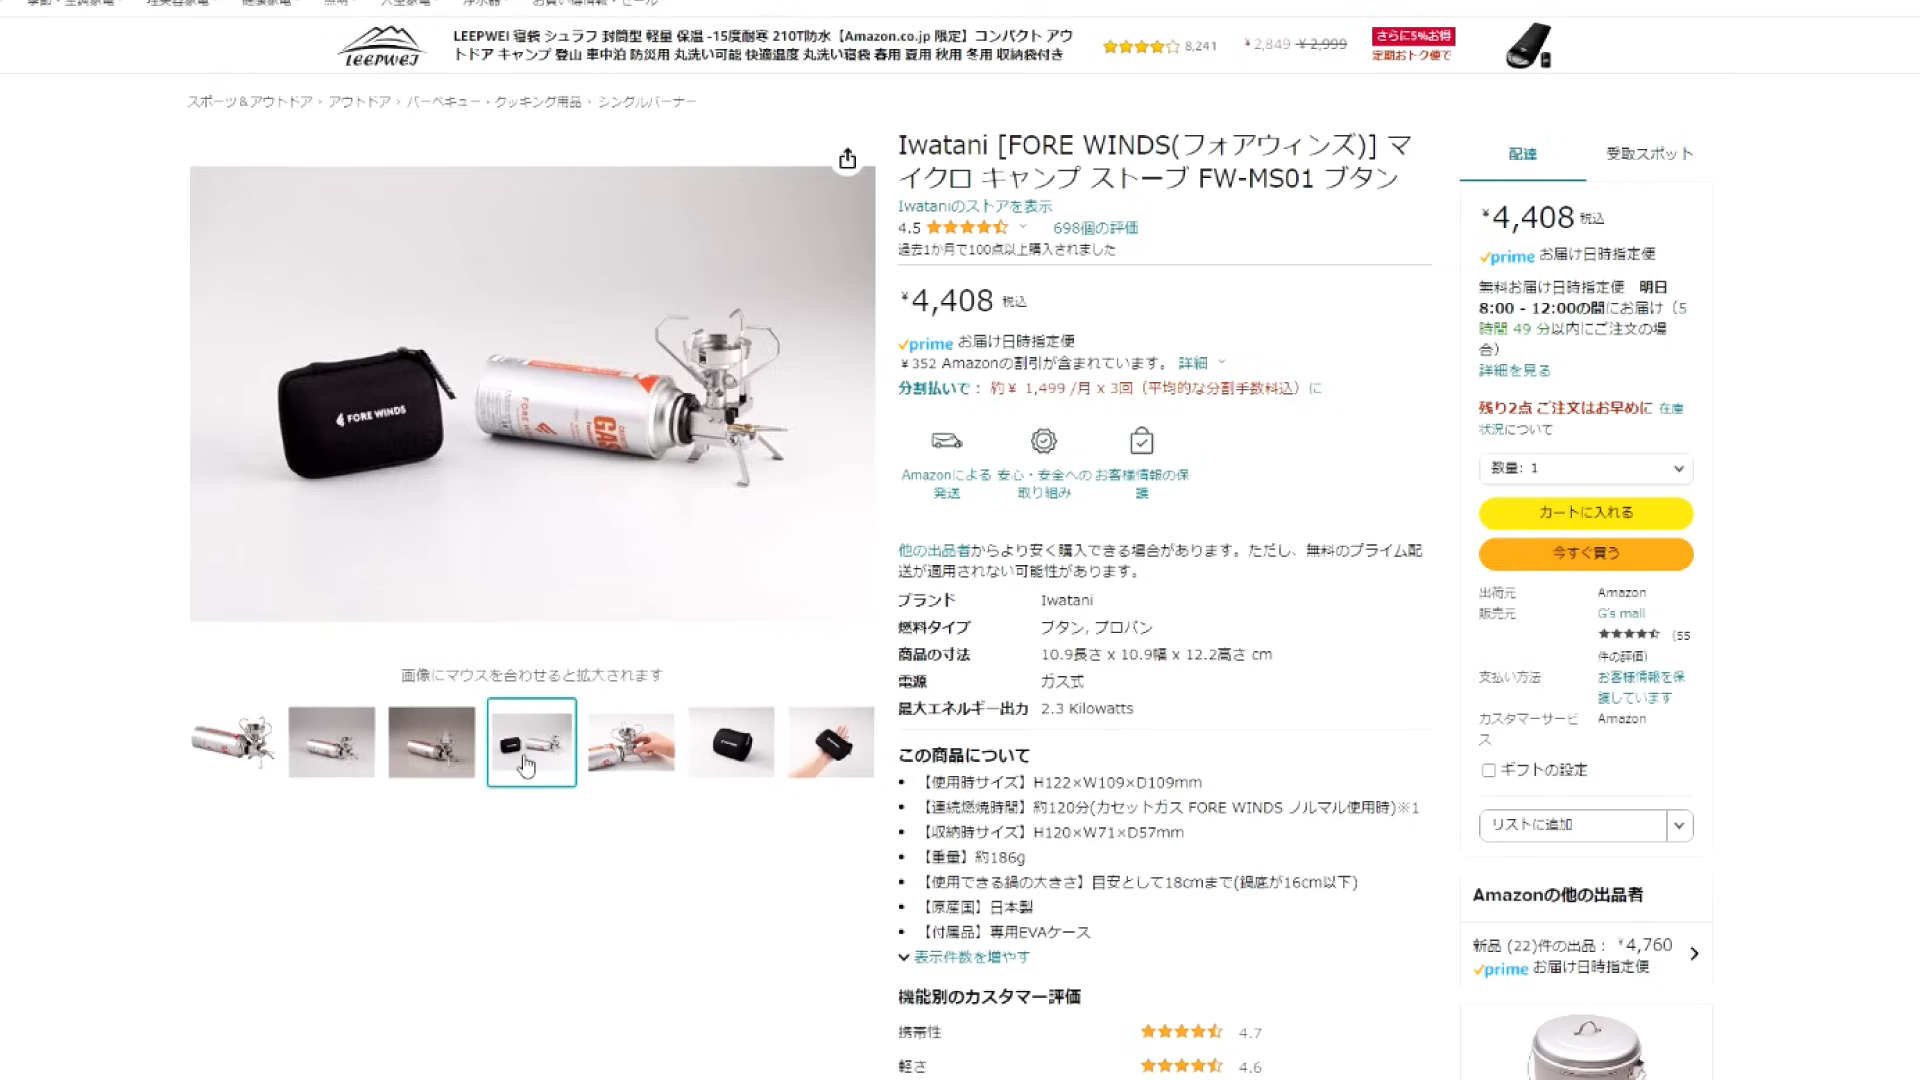 LEEPWEI
LEEPWEI 寝袋 シュラフ 封筒型 軽量 保温 -15度耐寒 210T防水【Amazon.co.jp 限定】コンパクト アウ
トドア キャンプ 登山 車中泊 防災用 丸洗い可能 快適温度 丸洗い寝袋 春用 夏用 秋用 冬用 収納袋付き
8,241
¥2,849 ¥2,999
さらに5%お得
定期おトク便で
スポーツ&アウトドア › アウトドア › バーベキュー・クッキング用品 › シングルバーナー
Iwatani [FORE WINDS(フォアウィンズ)] マ
イクロ キャンプ ストーブ FW-MS01 ブタン
Iwataniのストアを表示
4.5 698個の評価
過去1か月で100点以上購入されました
¥4,408 税込
prime お届け日時指定便
¥352 Amazonの割引が含まれています。 詳細
分割払いで： 約¥ 1,499 /月 x 3回（平均的な分割手数料込）に
Amazonによる
発送
安心・安全への
取り組み
お客様情報の保
護
他の出品者からより安く購入できる場合があります。ただし、無料のプライム配
送が適用されない可能性があります。
ブランド Iwatani
燃料タイプ ブタン, プロパン
商品の寸法 10.9長さ x 10.9幅 x 12.2高さ cm
電源 ガス式
最大エネルギー出力 2.3 Kilowatts
この商品について
【使用時サイズ】H122×W109×D109mm
【連続燃焼時間】約120分(カセットガス FORE WINDS ノルマル使用時)※1
【収納時サイズ】H120×W71×D57mm
【重量】約186g
【使用できる鍋の大きさ】目安として18cmまで(鍋底が16cm以下)
【原産国】日本製
【付属品】専用EVAケース
表示件数を増やす
機能別のカスタマー評価
携帯性 4.7
軽さ 4.6
FORE WINDS
画像にマウスを合わせると拡大されます
配達 受取スポット
¥4,408 税込
prime お届け日時指定便
無料お届け日時指定便 明日
8:00 - 12:00の間にお届け（5
時間 49 分以内にご注文の場
合）
詳細を見る
残り2点 ご注文はお早めに 在庫
状況について
数量: 1
カートに入れる
今すぐ買う
出荷元 Amazon
販売元 G's mall
(55
件の評価)
支払い方法 お客様情報を保
護しています
カスタマーサービ
ス
Amazon
ギフトの設定
リストに追加
Amazonの他の出品者
新品 (22)件の出品： ¥4,760
prime お届け日時指定便